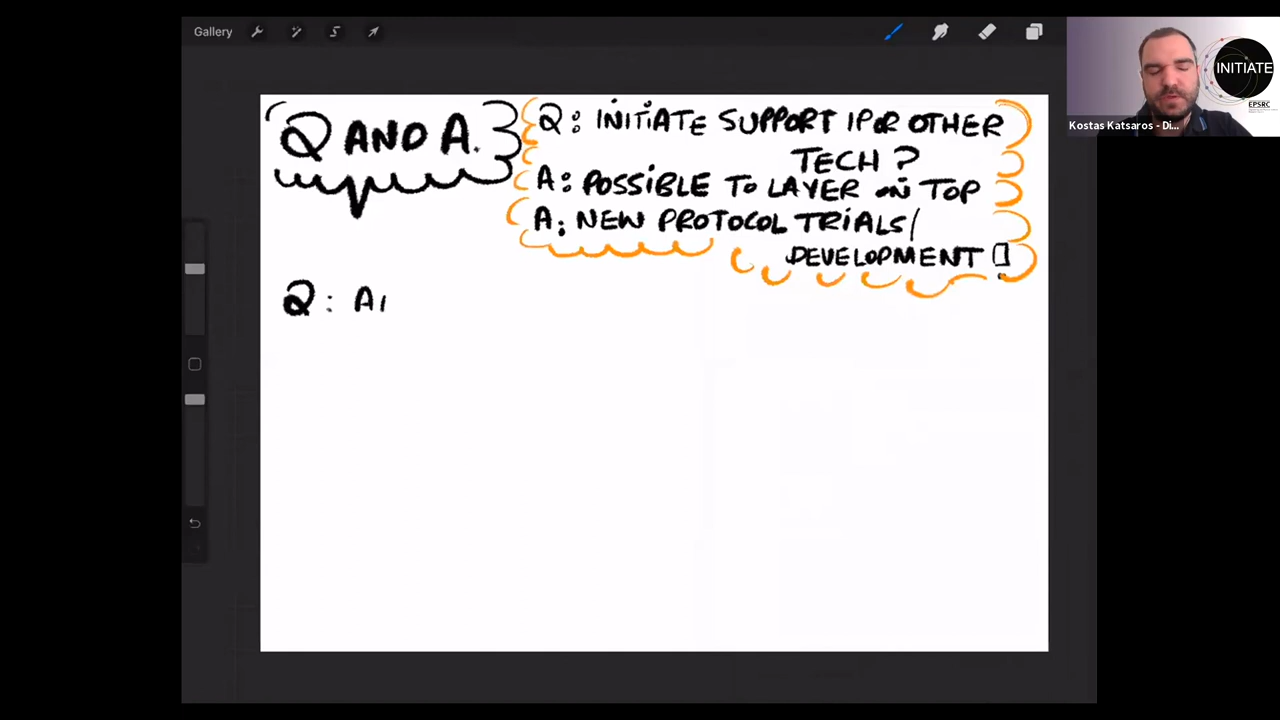 Gallery
INITIATE
EPSRC
Kostas Katsaros - Di...
Q AND A.
Q: INITIATE SUPPORT IP OR OTHER
TECH?
A: POSSIBLE TO LAYER ON TOP
A: NEW PROTOCOL TRIALS/
DEVELOPMENT
Q: A